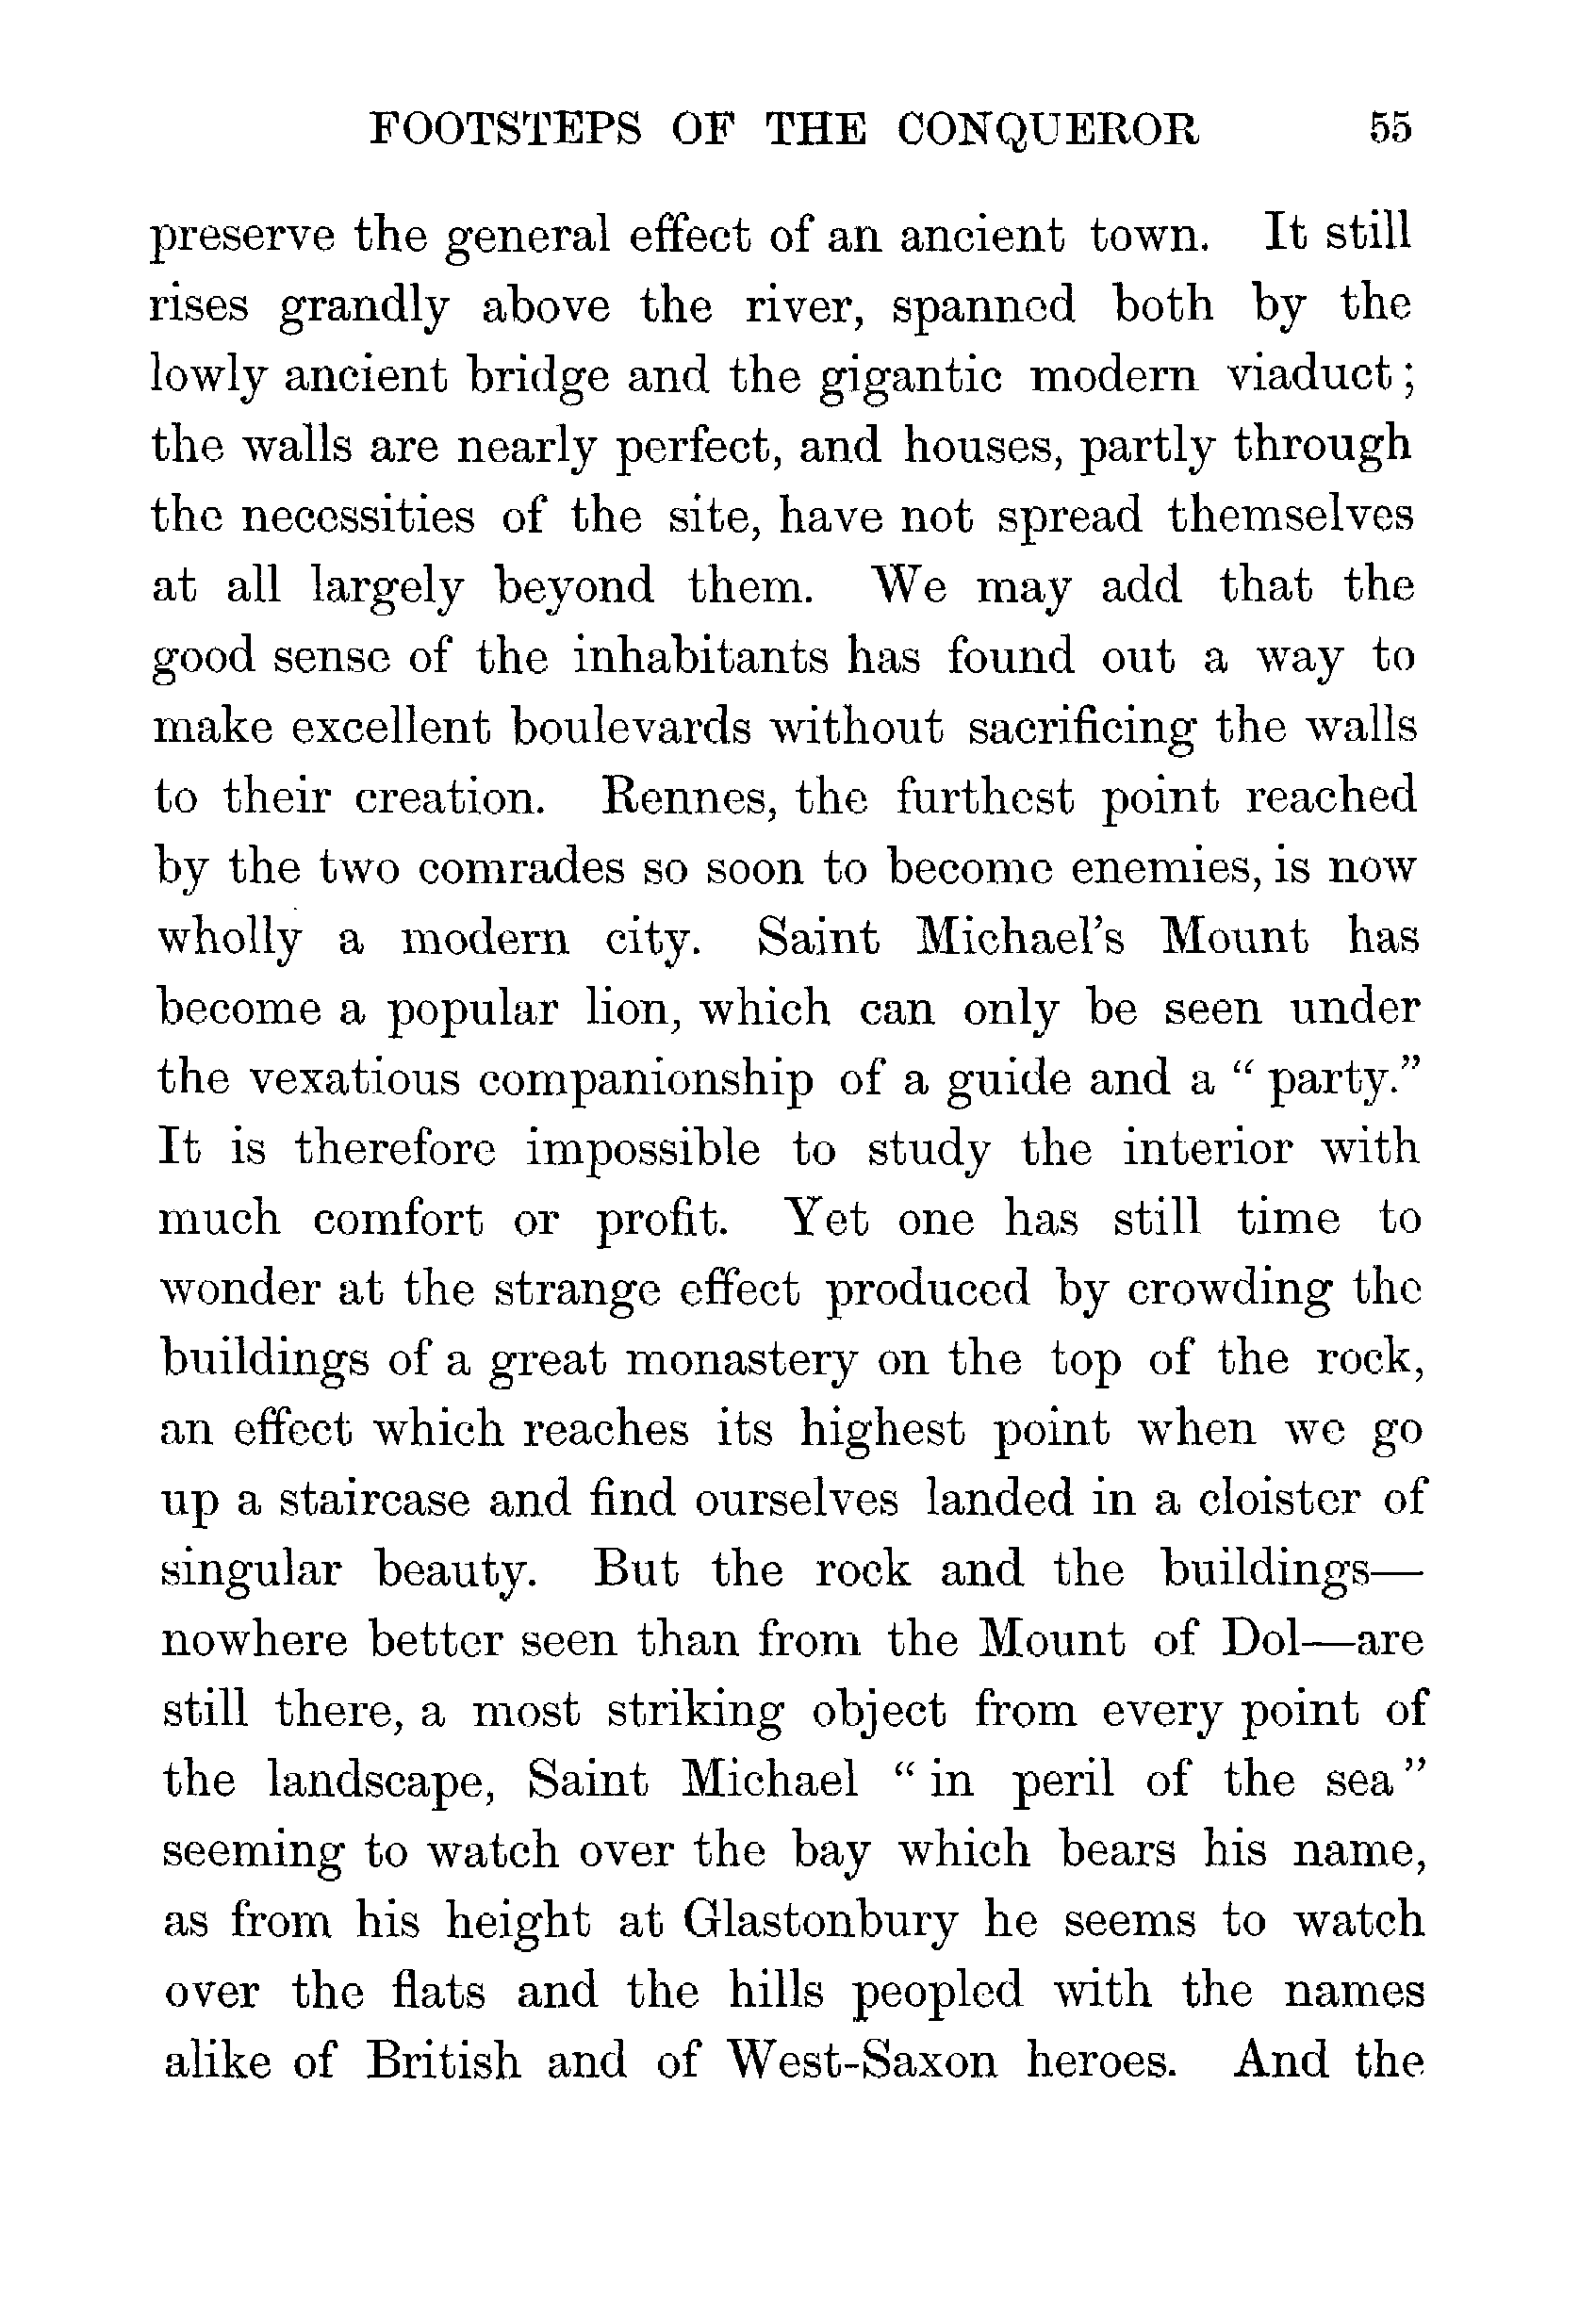 FOOTSTEPS OF THE CONQUEROR 55
preserve the general effect of an ancient town. It still
rises grandly above the river, spanned both by the
lowly ancient bridge and the gigantic modern viaduct;
the walls are nearly perfect, and houses, partly through
the necessities of the site, have not spread themselves
at all largely beyond them. We may add that the
good sense of the inhabitants has found out a way to
make excellent boulevards without sacrificing the walls
to their creation. Rennes, the furthest point reached
by the two comrades so soon to become enemies, is now
wholly a modern city. Saint Michael's Mount has
become a popular lion, which can only be seen under
the vexatious companionship of a guide and a "party."
It is therefore impossible to study the interior with
much comfort or profit. Yet one has still time to
wonder at the strange effect produced by crowding the
buildings of a great monastery on the top of the rock,
an effect which reaches its highest point when we go
up a staircase and find ourselves landed in a cloister of
singular beauty. But the rock and the buildings—
nowhere better seen than from the Mount of Dol—are
still there, a most striking object from every point of
the landscape, Saint Michael "in peril of the sea"
seeming to watch over the bay which bears his name,
as from his height at Glastonbury he seems to watch
over the flats and the hills peopled with the names
alike of British and of West-Saxon heroes. And the